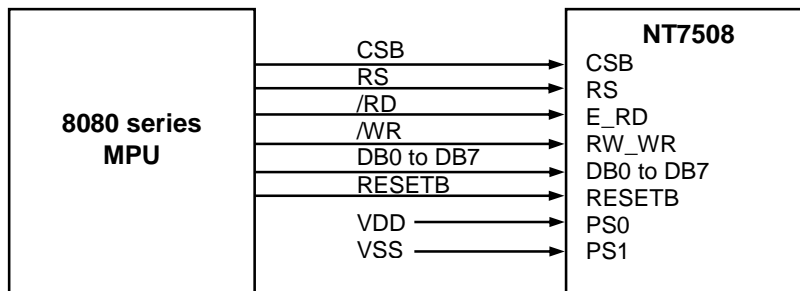 8080 series
MPU
CSB
RS
/RD
/WR
DB0 to DB7
RESETB
VDD
VSS
NT7508
CSB
RS
E_RD
RW_WR
DB0 to DB7
RESETB
PS0
PS1